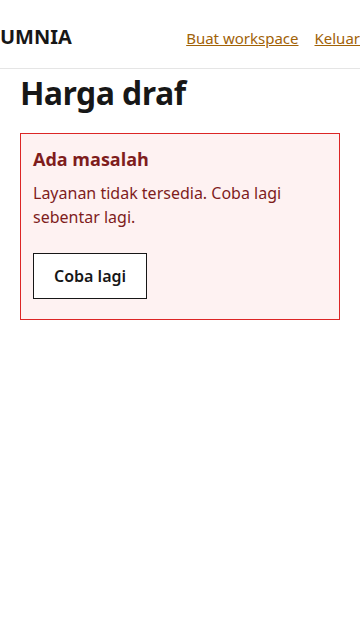 UMNIA
Buat workspace
Keluar
Harga draf
Ada masalah
Layanan tidak tersedia. Coba lagi
sebentar lagi.
Coba lagi